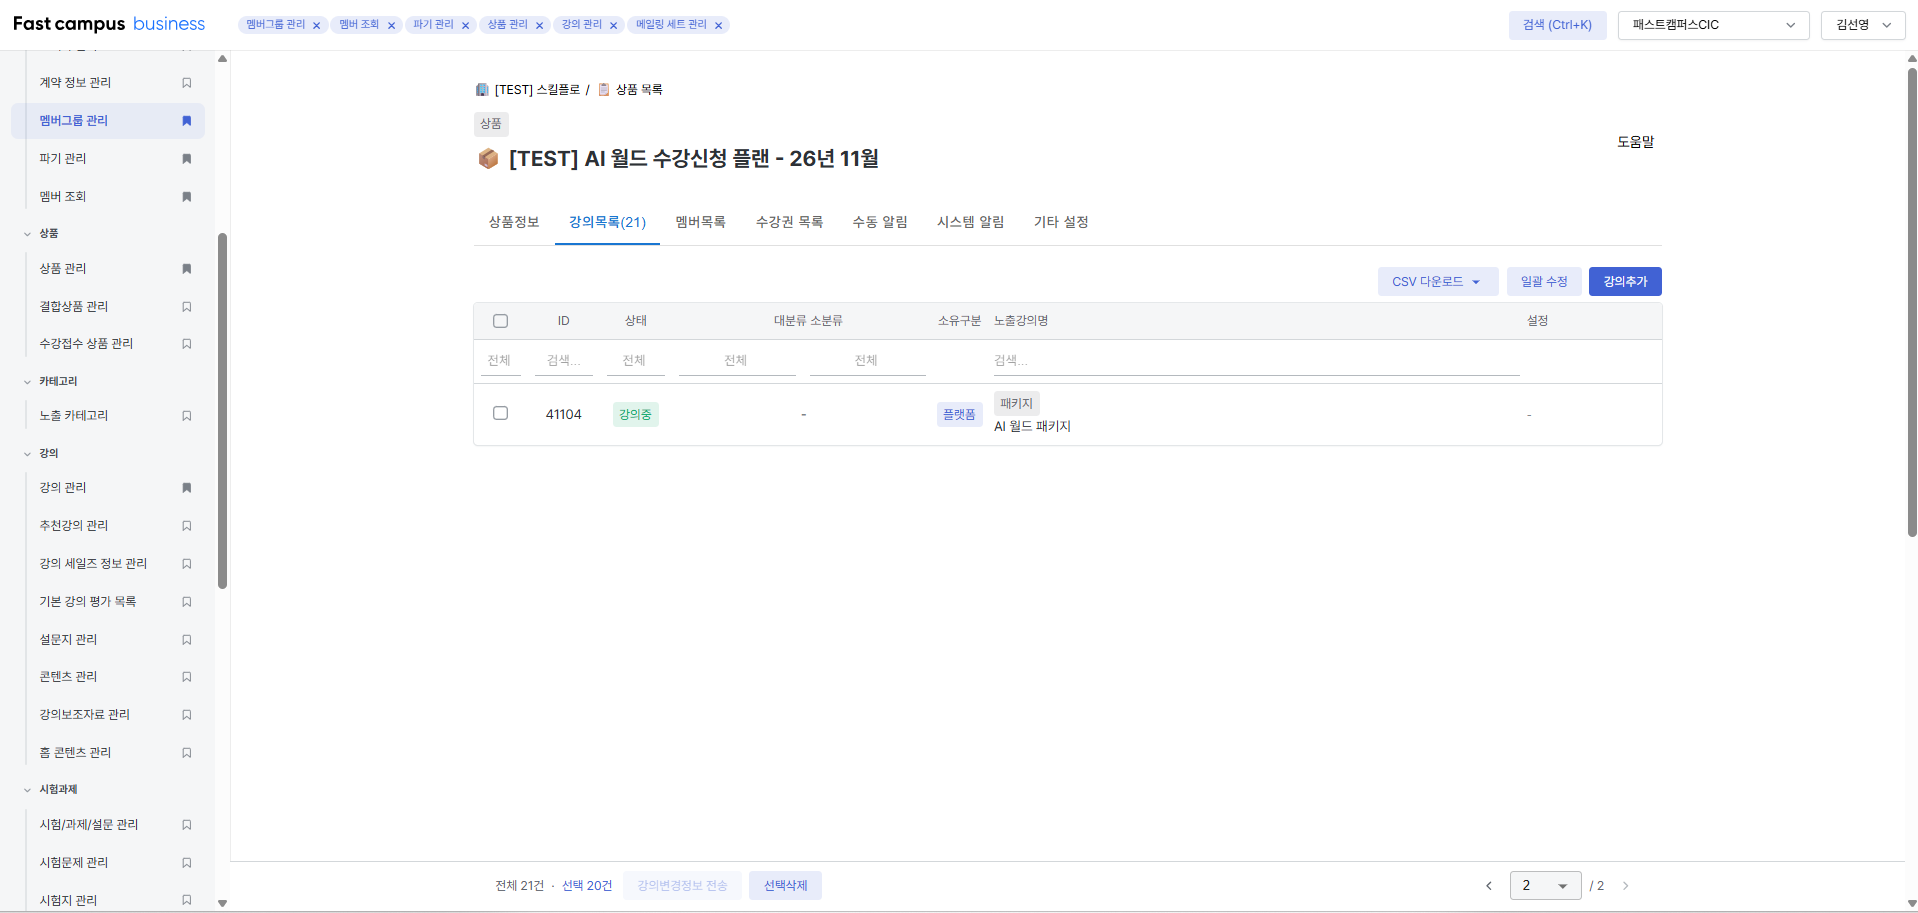 Fast campus business
멤버그룹 관리 × 멤버 조회 × 파기 관리 × 상품 관리 × 강의 관리 × 메일링 세트 관리 ×
검색 (Ctrl+K)
패스트캠퍼스CIC
김선영
계약 정보 관리
멤버그룹 관리
파기 관리
멤버 조회
상품
상품 관리
결합상품 관리
수강접수 상품 관리
카테고리
노출 카테고리
강의
강의 관리
추천강의 관리
강의 세일즈 정보 관리
기본 강의 평가 목록
설문지 관리
콘텐츠 관리
강의보조자료 관리
홈 콘텐츠 관리
시험과제
시험/과제/설문 관리
시험문제 관리
시험지 관리
[TEST] 스킬플로 / 상품 목록
상품
[TEST] AI 월드 수강신청 플랜 - 26년 11월
도움말
상품정보 강의목록(21) 멤버목록 수강권 목록 수동 알림 시스템 알림 기타 설정
CSV 다운로드 일괄 수정 강의추가
ID 상태 대분류 소분류 소유구분 노출강의명 설정
전체 검색... 전체 전체 전체 검색...
41104 강의중 - 플랫폼 패키지 -
AI 월드 패키지
전체 21건 · 선택 20건 강의변경정보 전송 선택삭제
2 / 2